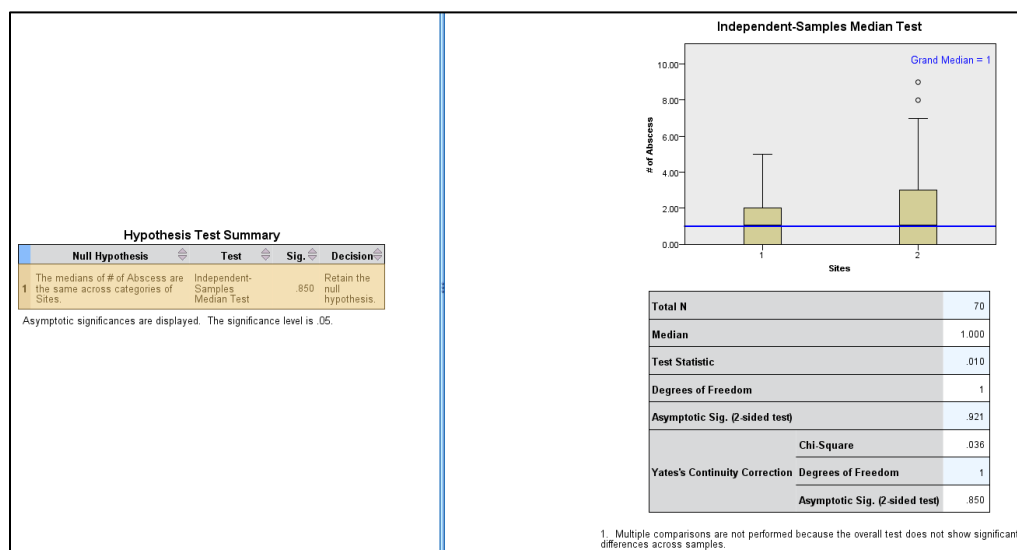 Hypothesis Test Summary
Null Hypothesis Test Sig. Decision
1 The medians of # of Abscess are the same across categories of Sites. Independent-Samples Median Test .850 Retain the null hypothesis.
Asymptotic significances are displayed. The significance level is .05.
Independent-Samples Median Test
Grand Median = 1
10.00
8.00
6.00
4.00
2.00
0.00
# of Abscess
1 2
Sites
Total N 70
Median 1.000
Test Statistic .010
Degrees of Freedom 1
Asymptotic Sig. (2-sided test) .921
Yates's Continuity Correction Chi-Square .036
Degrees of Freedom 1
Asymptotic Sig. (2-sided test) .850
1. Multiple comparisons are not performed because the overall test does not show significant
differences across samples.